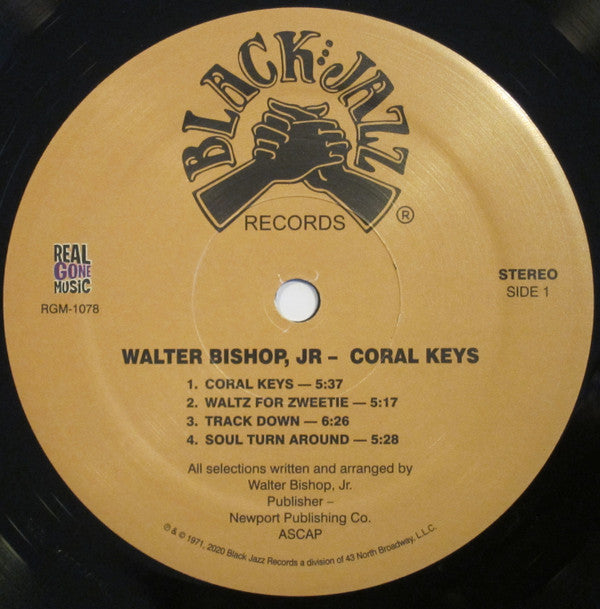 BLACK JAZZ
RECORDS
®
REAL
GONE
MUSIC
RGM-1078
STEREO
SIDE 1
WALTER BISHOP, JR – CORAL KEYS
1. CORAL KEYS — 5:37
2. WALTZ FOR ZWEETIE — 5:17
3. TRACK DOWN — 6:26
4. SOUL TURN AROUND — 5:28
All selections written and arranged by
Walter Bishop, Jr.
Publisher –
Newport Publishing Co.
ASCAP
℗ & © 1971, 2020 Black Jazz Records a division of 43 North Broadway, L.L.C.